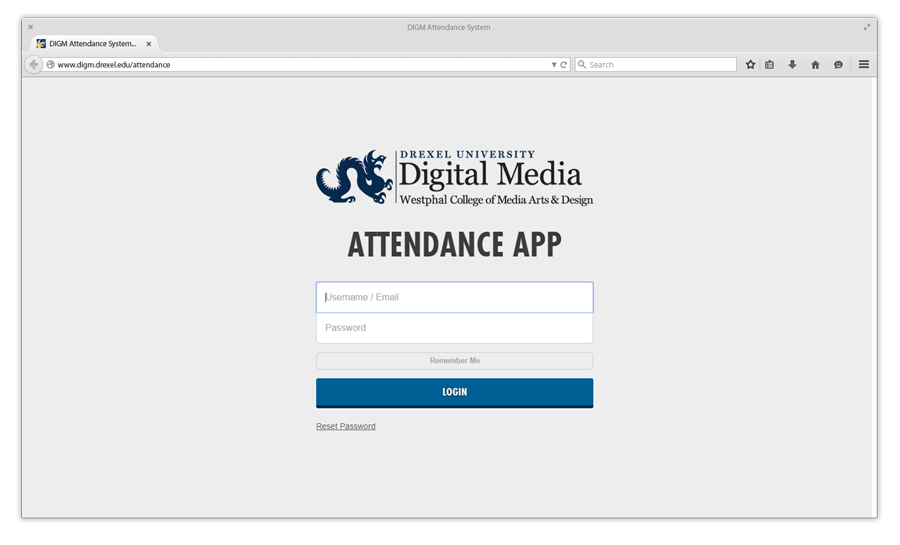 DIGM Attendance System
DIGM Attendance System...
www.digm.drexel.edu/attendance
Search
DREXEL UNIVERSITY
Digital Media
Westphal College of Media Arts & Design
ATTENDANCE APP
Username / Email
Password
Remember Me
LOGIN
Reset Password